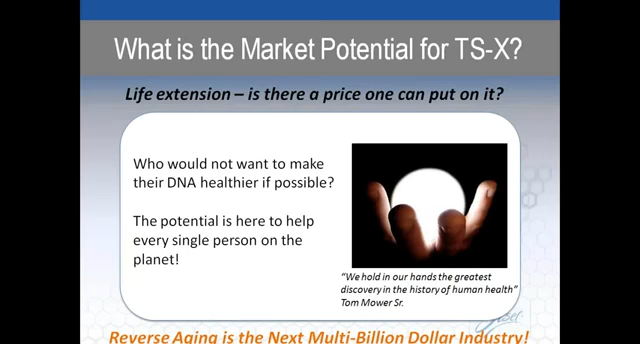 What is the Market Potential for TS-X?
Life extension – is there a price one can put on it?
Who would not want to make
their DNA healthier if possible?
The potential is here to help
every single person on the
planet!
"We hold in our hands the greatest
discovery in the history of human health"
Tom Mower Sr.
Reverse Aging is the Next Multi-Billion Dollar Industry!